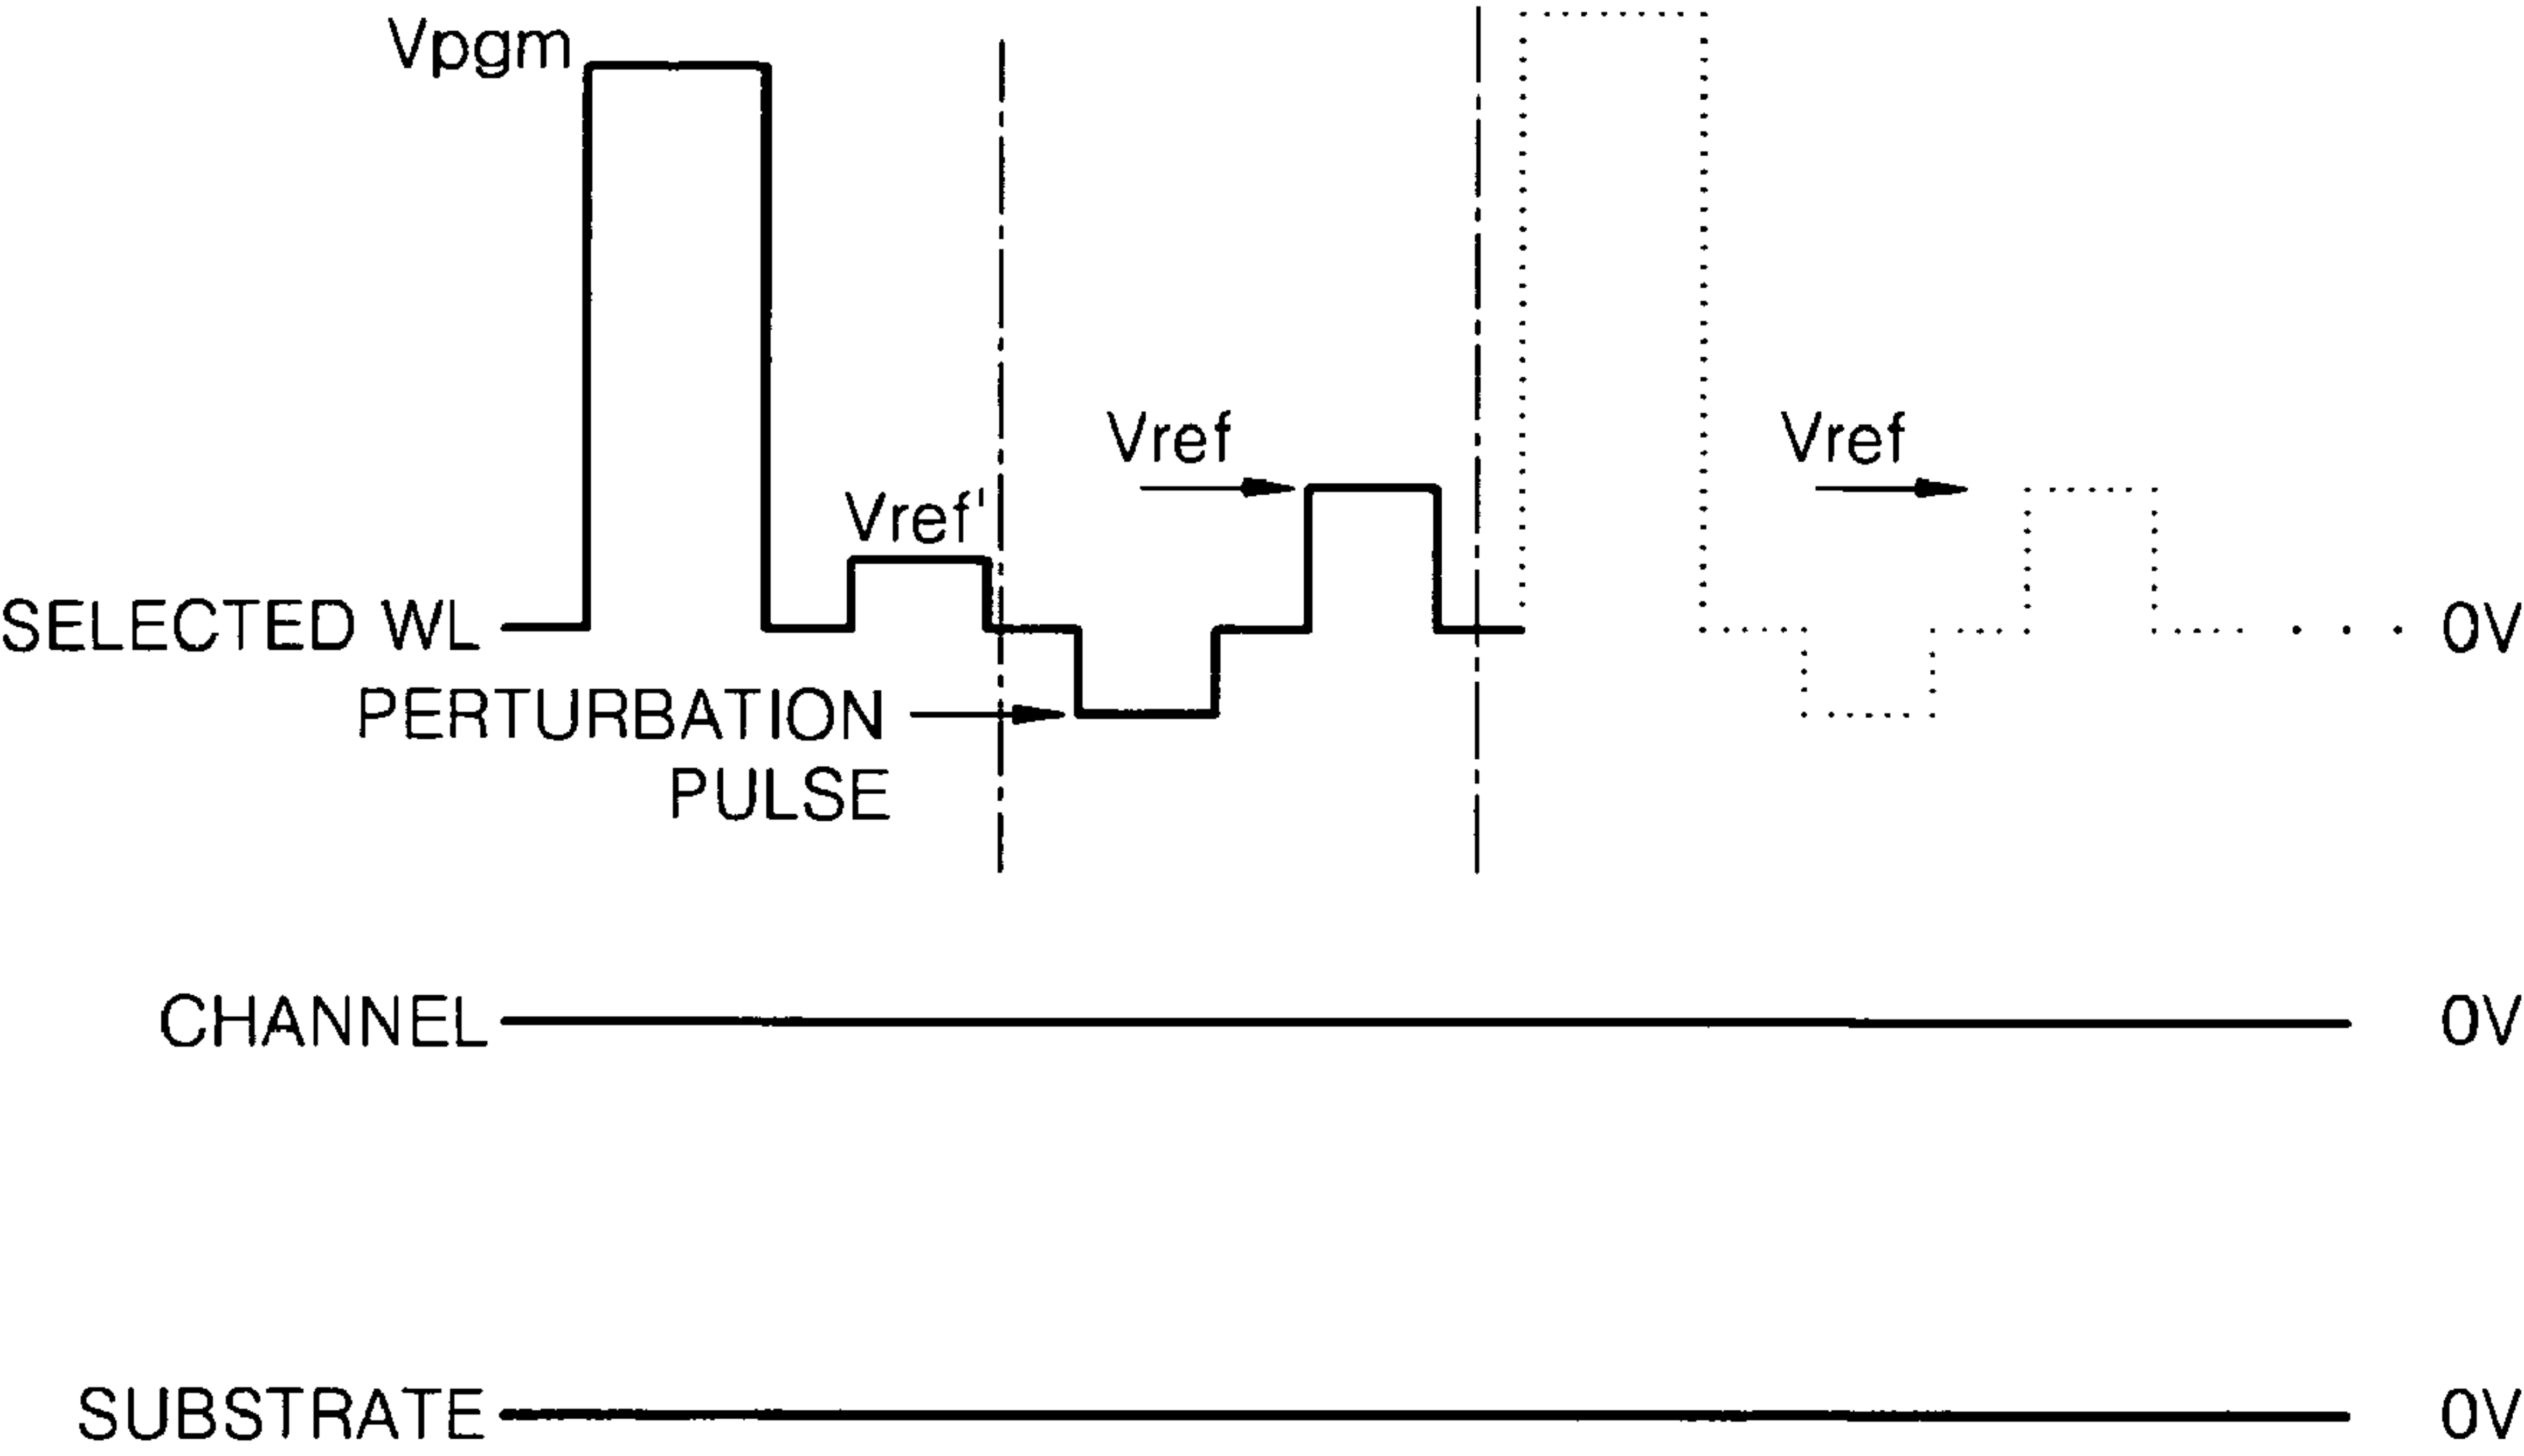 Vpgm
Vref
Vref
Vref'
SELECTED WL
0V
PERTURBATION
PULSE
CHANNEL
0V
SUBSTRATE
0V